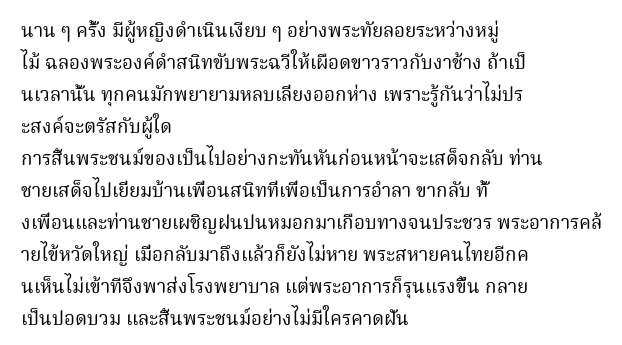 นาน ๆ ครั้ง มีผู้หญิงดำเนินเงียบ ๆ อย่างพระทัยลอยระหว่างหมู่
ไม้ ฉลองพระองค์ดำสนิทขับพระฉวีให้เผือดขาวราวกับงาช้าง ถ้าเป็
นเวลานั้น ทุกคนมักพยายามหลบเลี่ยงออกห่าง เพราะรู้กันว่าไม่ปร
ะสงค์จะตรัสกับผู้ใด
การสิ้นพระชนม์ของเป็นไปอย่างกะทันหันก่อนหน้าจะเสด็จกลับ ท่าน
ชายเสด็จไปเยี่ยมบ้านเพื่อนสนิทที่เพื่อเป็นการอำลา ขากลับ ทั้
งเพื่อนและท่านชายเผชิญฝนปนหมอกมาเกือบทางจนประชวร พระอาการคล้
ายไข้หวัดใหญ่ เมื่อกลับมาถึงแล้วก็ยังไม่หาย พระสหายคนไทยอีกค
นเห็นไม่เข้าทีจึงพาส่งโรงพยาบาล แต่พระอาการก็รุนแรงขึ้น กลาย
เป็นปอดบวม และสิ้นพระชนม์อย่างไม่มีใครคาดฝัน